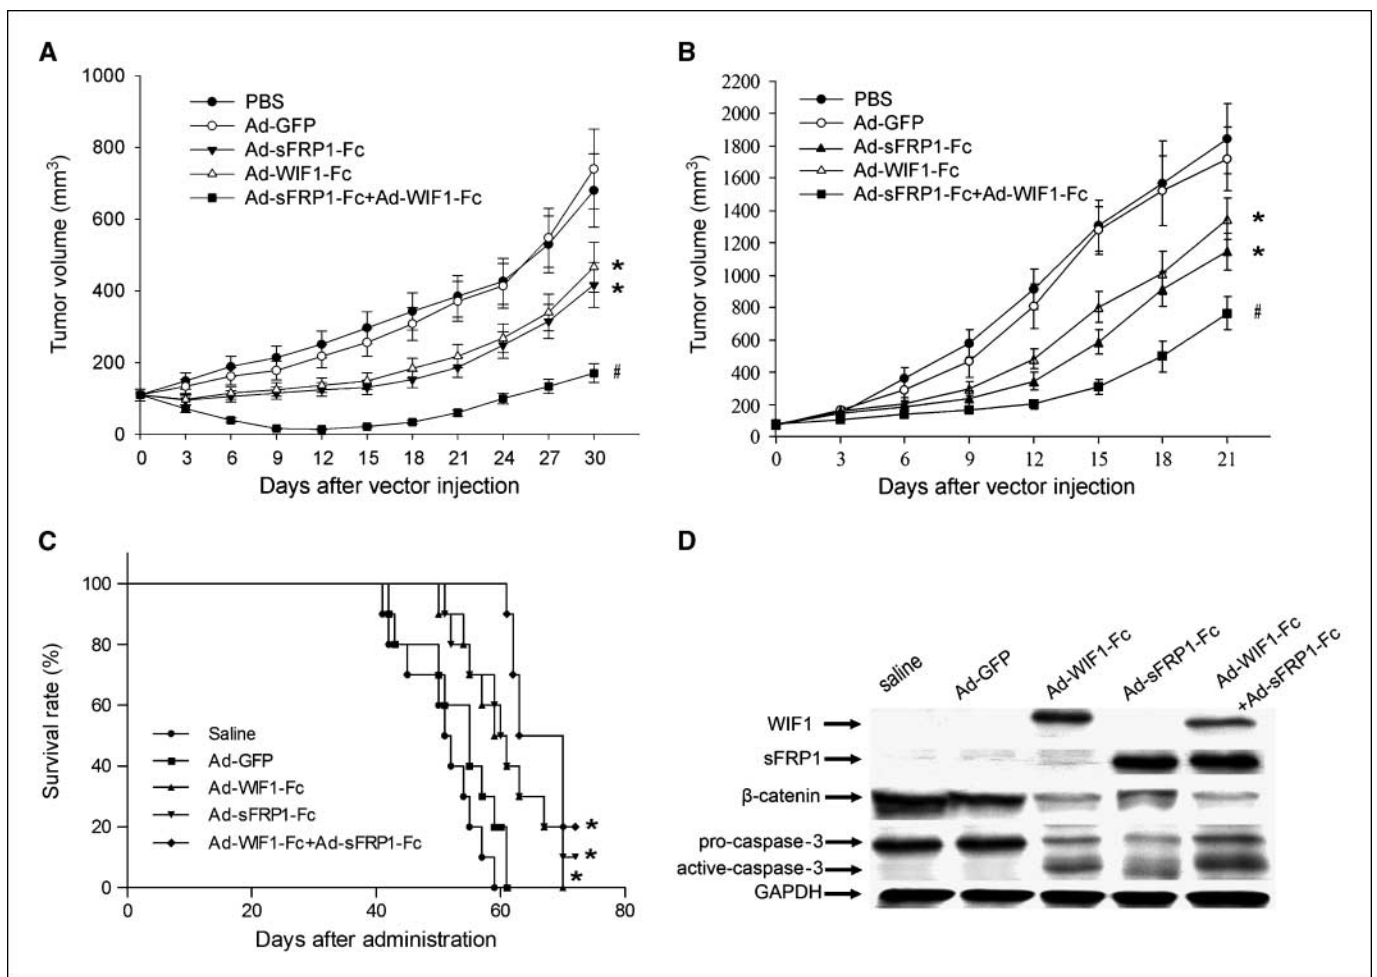 A
1000
800
600
400
200
0
Tumor volume (mm³)
PBS
Ad-GFP
Ad-sFRP1-Fc
Ad-WIF1-Fc
Ad-sFRP1-Fc+Ad-WIF1-Fc
*
*
#
0 3 6 9 12 15 18 21 24 27 30
Days after vector injection
B
2200
2000
1800
1600
1400
1200
1000
800
600
400
200
0
Tumor volume (mm³)
PBS
Ad-GFP
Ad-sFRP1-Fc
Ad-WIF1-Fc
Ad-sFRP1-Fc+Ad-WIF1-Fc
*
*
#
0 3 6 9 12 15 18 21
Days after vector injection
C
100
80
60
40
20
0
Survival rate (%)
Saline
Ad-GFP
Ad-WIF1-Fc
Ad-sFRP1-Fc
Ad-WIF1-Fc+Ad-sFRP1-Fc
*
*
*
0 20 40 60 80
Days after administration
D
saline
Ad-GFP
Ad-WIF1-Fc
Ad-sFRP1-Fc
Ad-WIF1-Fc
+Ad-sFRP1-Fc
WIF1
sFRP1
β-catenin
pro-caspase-3
active-caspase-3
GAPDH